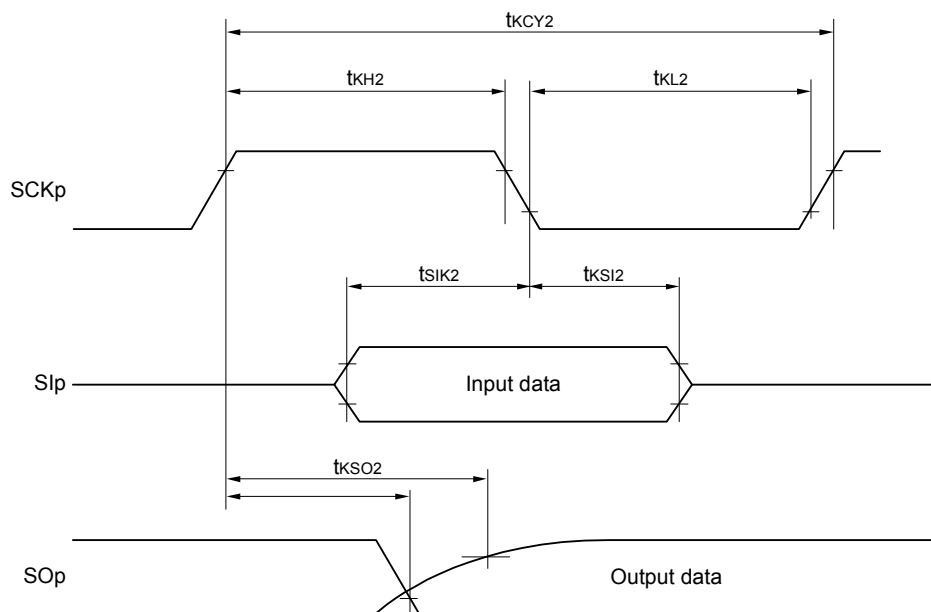 tKCY2
tKH2
tKL2
SCKp
tSIK2
tKSI2
SIp
Input data
tKSO2
SOp
Output data